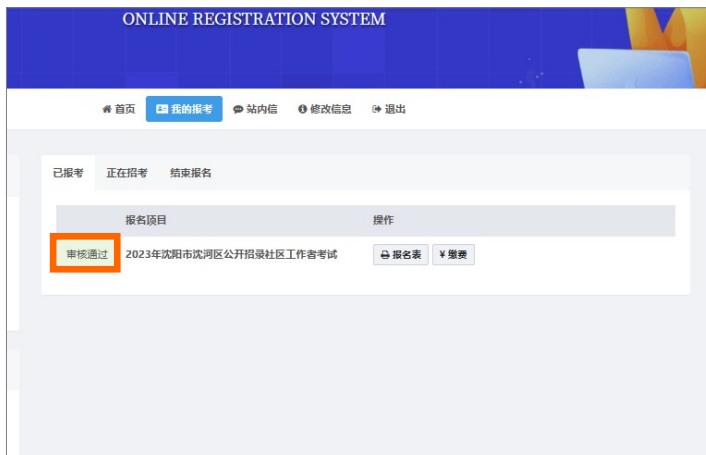 ONLINE REGISTRATION SYSTEM
首页 我的报考 站内信 修改信息 退出
已报考 正在招考 结束报名
报名项目 操作
审核通过 2023年沈阳市沈河区公开招录社区工作者考试 报名表 ¥ 缴费